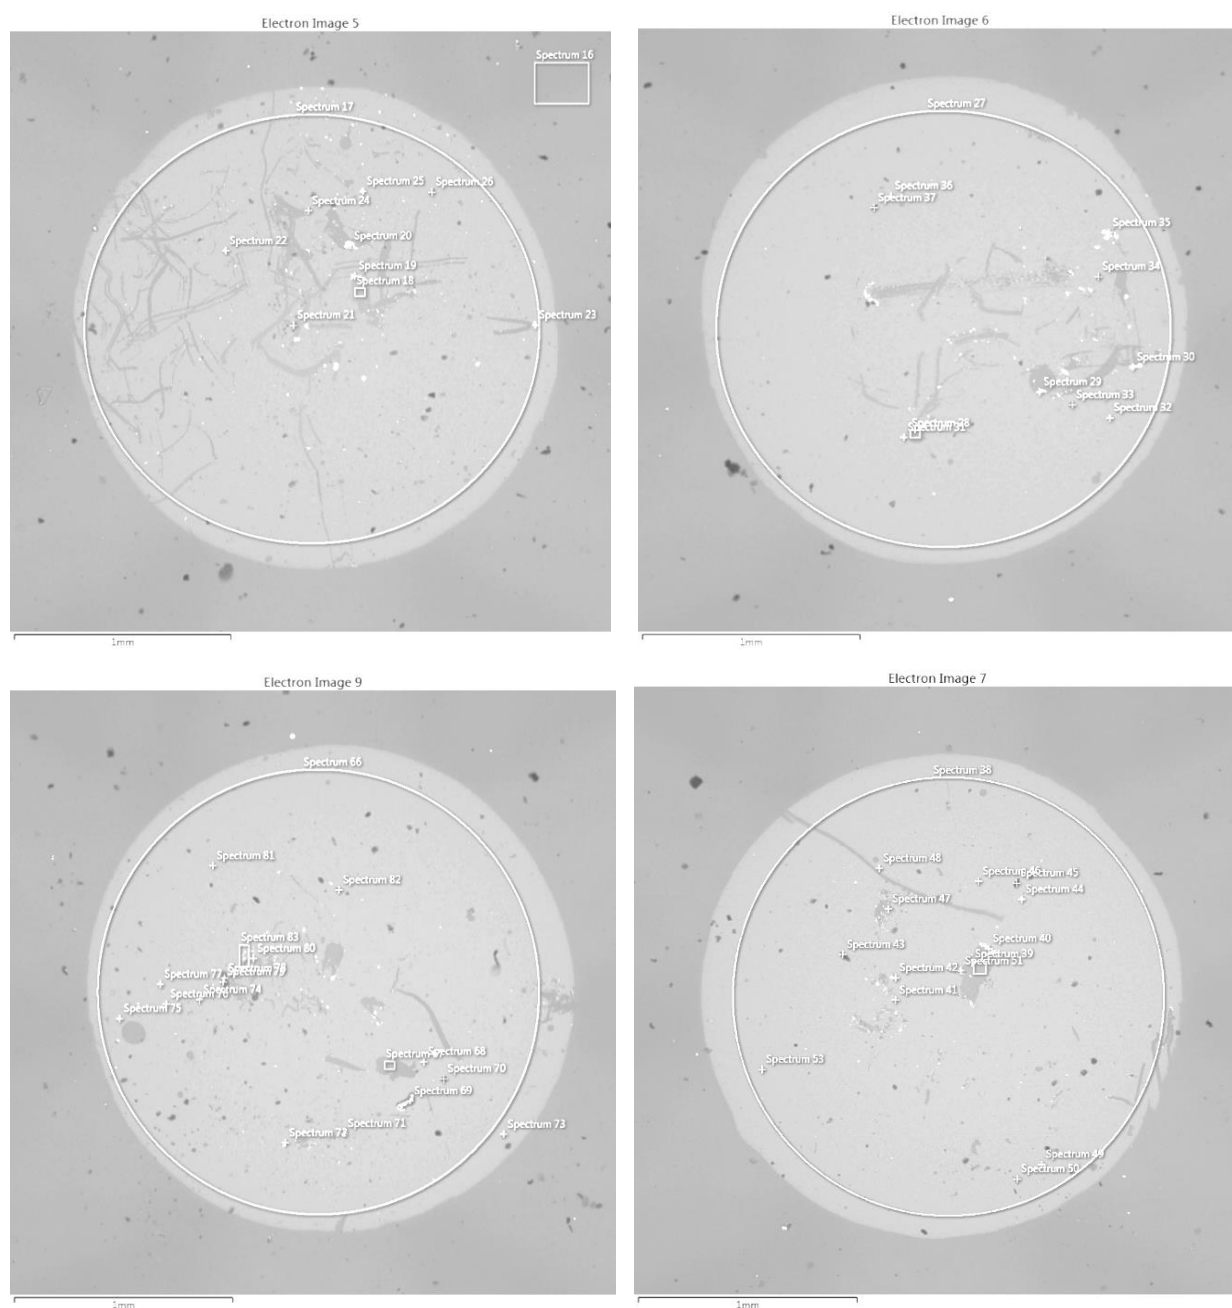 Electron Image 5
Spectrum 16
Spectrum 17
Spectrum 25
Spectrum 26
Spectrum 24
Spectrum 22
Spectrum 20
Spectrum 19
Spectrum 18
Spectrum 21
Spectrum 23
1mm
Electron Image 6
Spectrum 27
Spectrum 36
Spectrum 37
Spectrum 35
Spectrum 34
Spectrum 30
Spectrum 29
Spectrum 33
Spectrum 32
Spectrum 28
Spectrum 31
1mm
Electron Image 9
Spectrum 66
Spectrum 81
Spectrum 82
Spectrum 83
Spectrum 80
Spectrum 77
Spectrum 74
Spectrum 75
Spectrum 68
Spectrum 70
Spectrum 69
Spectrum 71
Spectrum 73
1mm
Electron Image 7
Spectrum 38
Spectrum 48
Spectrum 45
Spectrum 44
Spectrum 47
Spectrum 40
Spectrum 43
Spectrum 39
Spectrum 51
Spectrum 42
Spectrum 41
Spectrum 53
Spectrum 49
Spectrum 50
1mm